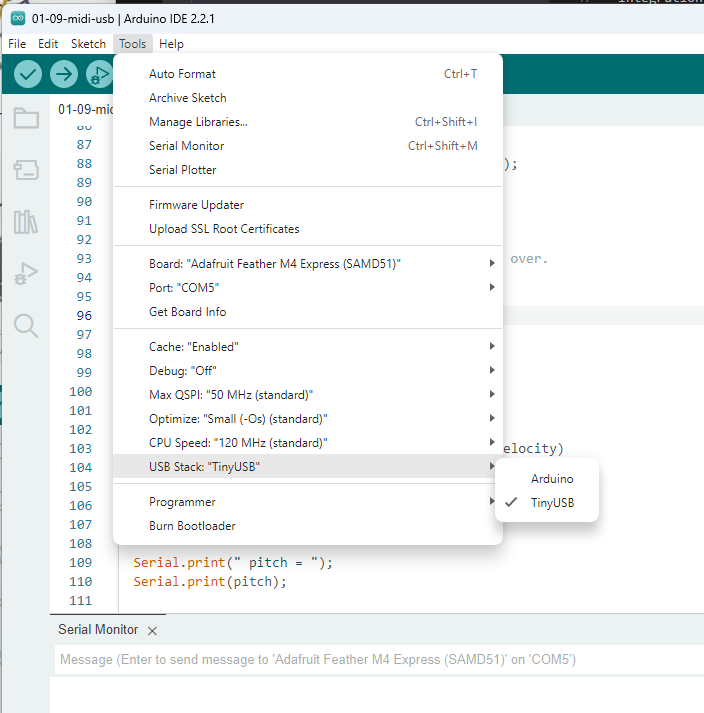 integration
01-09-midi-usb | Arduino IDE 2.2.1
File Edit Sketch Tools Help
01-09-mid
Auto Format Ctrl+T
Archive Sketch
Manage Libraries... Ctrl+Shift+I
Serial Monitor Ctrl+Shift+M
Serial Plotter
Firmware Updater
Upload SSL Root Certificates
Board: "Adafruit Feather M4 Express (SAMD51)"
Port: "COM5"
Get Board Info
Cache: "Enabled"
Debug: "Off"
Max QSPI: "50 MHz (standard)"
Optimize: "Small (-Os) (standard)"
CPU Speed: "120 MHz (standard)"
USB Stack: "TinyUSB"
Programmer
Burn Bootloader
Arduino
TinyUSB
86
87
88 );
89
90
91
92
93 over.
94
95
96
97
98
99
100
101
102
103 elocity)
104
105
106
107
108
109 Serial.print(" pitch = ");
110 Serial.print(pitch);
111
Serial Monitor
Message (Enter to send message to 'Adafruit Feather M4 Express (SAMD51)' on 'COM5')